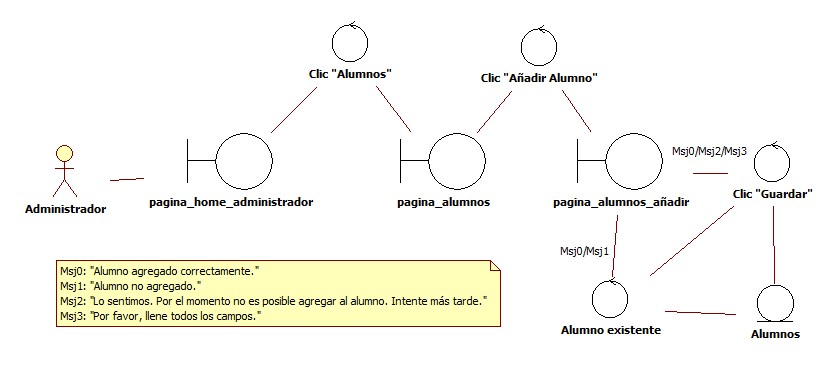 Clic "Alumnos"
Clic "Añadir Alumno"
Msj0/Msj2/Msj3
Administrador
pagina_home_administrador
pagina_alumnos
pagina_alumnos_añadir
Clic "Guardar"
Msj0/Msj1
Msj0: "Alumno agregado correctamente."
Msj1: "Alumno no agregado."
Msj2: "Lo sentimos. Por el momento no es posible agregar al alumno. Intente más tarde."
Msj3: "Por favor, llene todos los campos."
Alumno existente
Alumnos